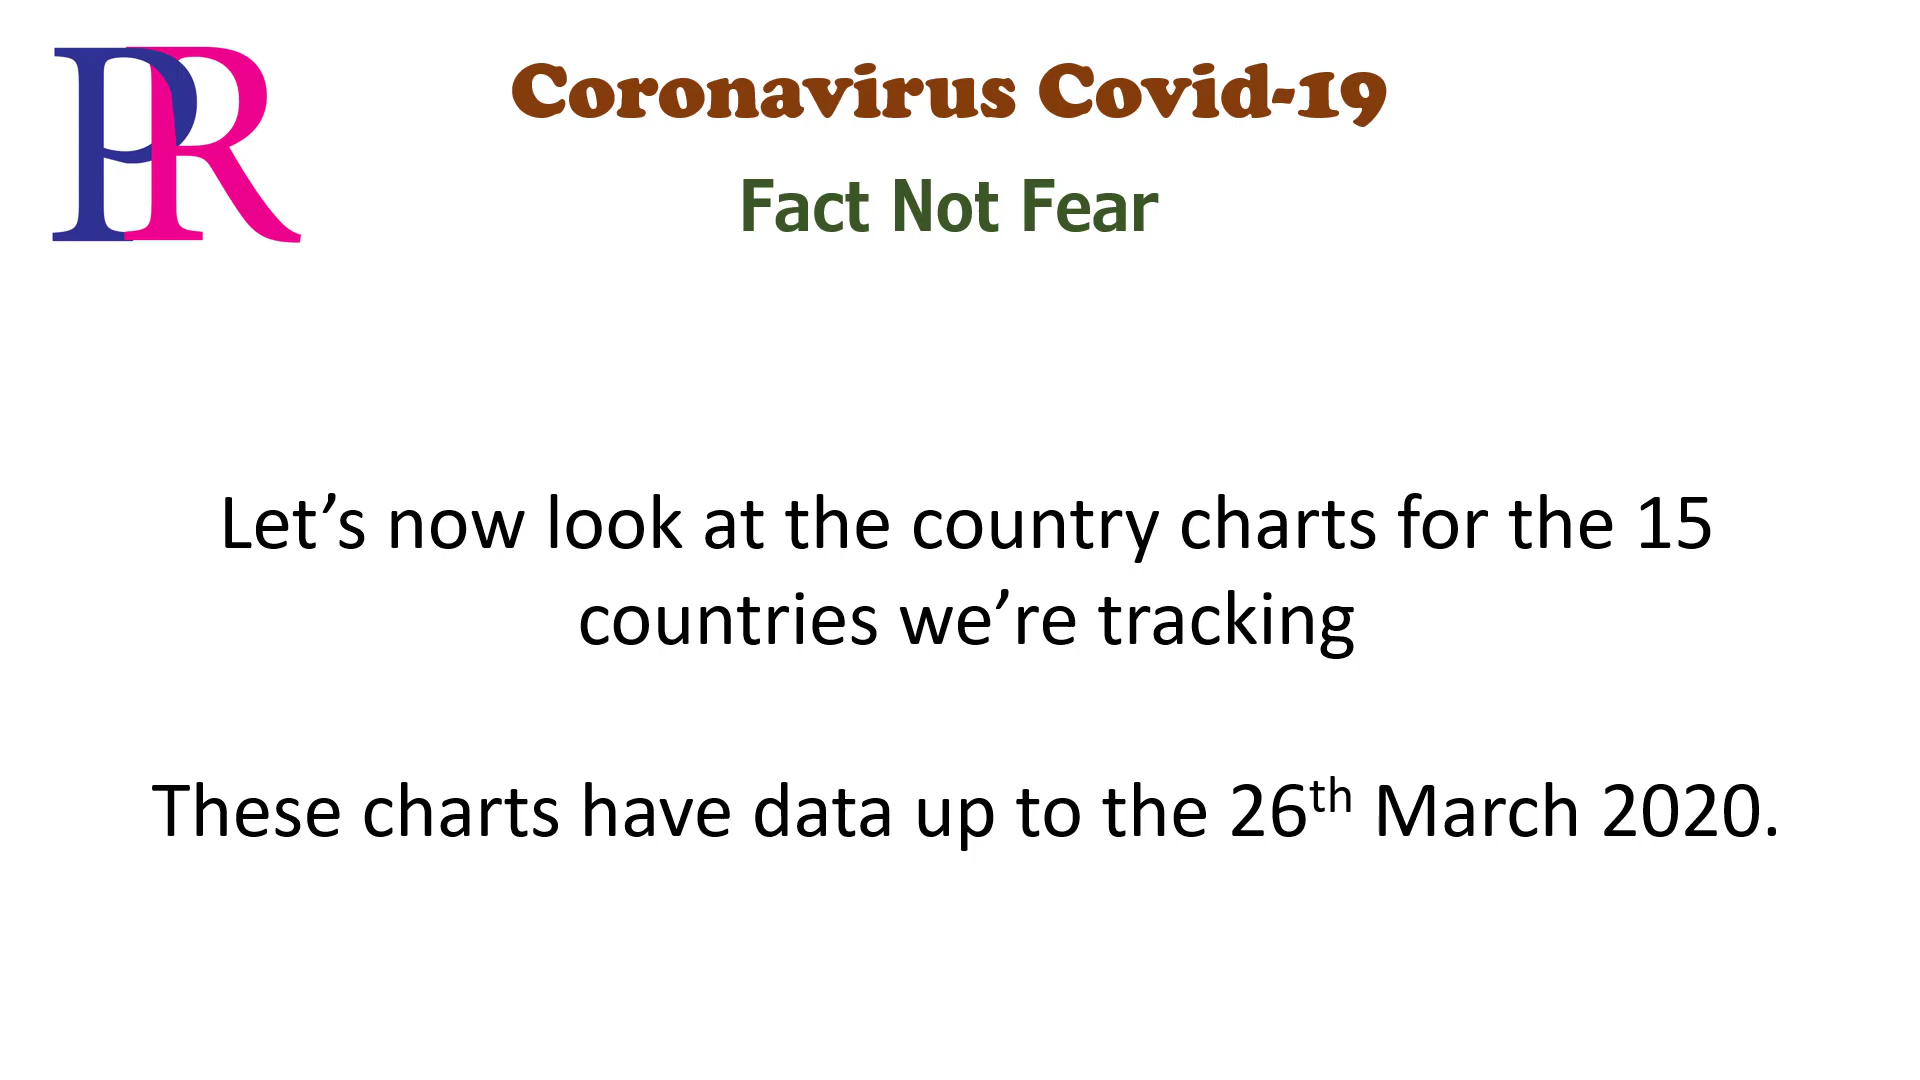 PR
Coronavirus Covid-19
Fact Not Fear
Let’s now look at the country charts for the 15
countries we’re tracking
These charts have data up to the 26th March 2020.